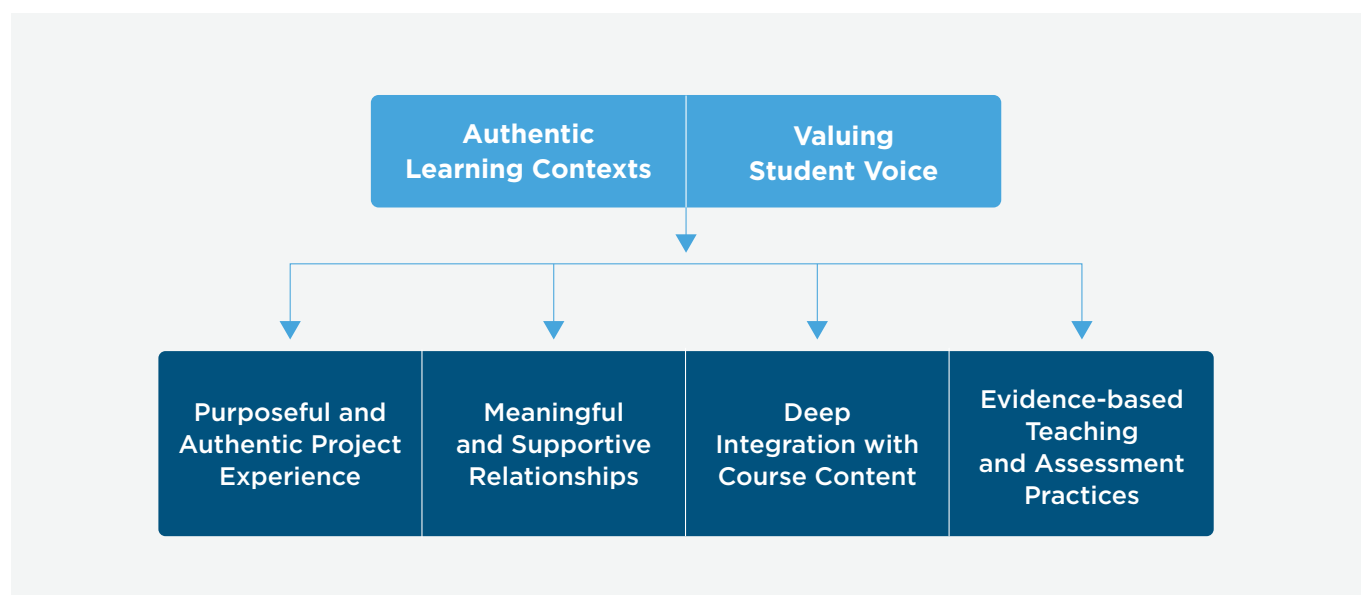 Authentic
Learning Contexts
Valuing
Student Voice
Purposeful and
Authentic Project
Experience
Meaningful
and Supportive
Relationships
Deep
Integration with
Course Content
Evidence-based
Teaching
and Assessment
Practices